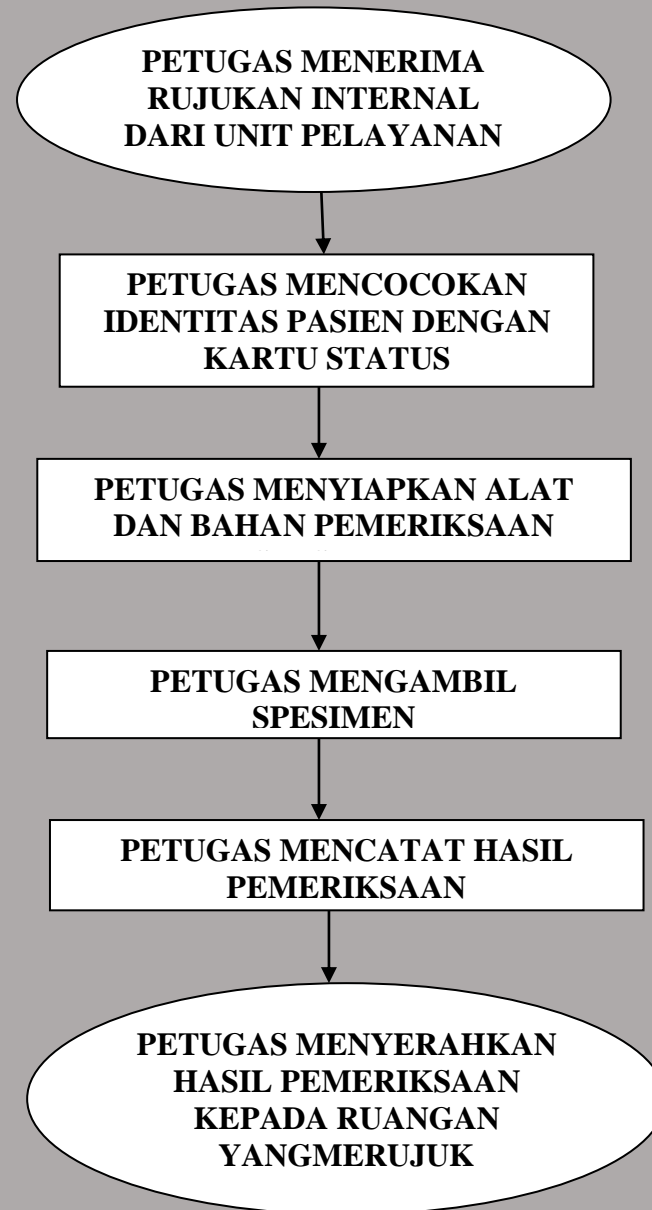 PETUGAS MENERIMA
RUJUKAN INTERNAL
DARI UNIT PELAYANAN
PETUGAS MENCOCOKAN
IDENTITAS PASIEN DENGAN
KARTU STATUS
PETUGAS MENYIAPKAN ALAT
DAN BAHAN PEMERIKSAAN
PETUGAS MENGAMBIL
SPESIMEN
PETUGAS MENCATAT HASIL
PEMERIKSAAN
PETUGAS MENYERAHKAN
HASIL PEMERIKSAAN
KEPADA RUANGAN
YANGMERUJUK